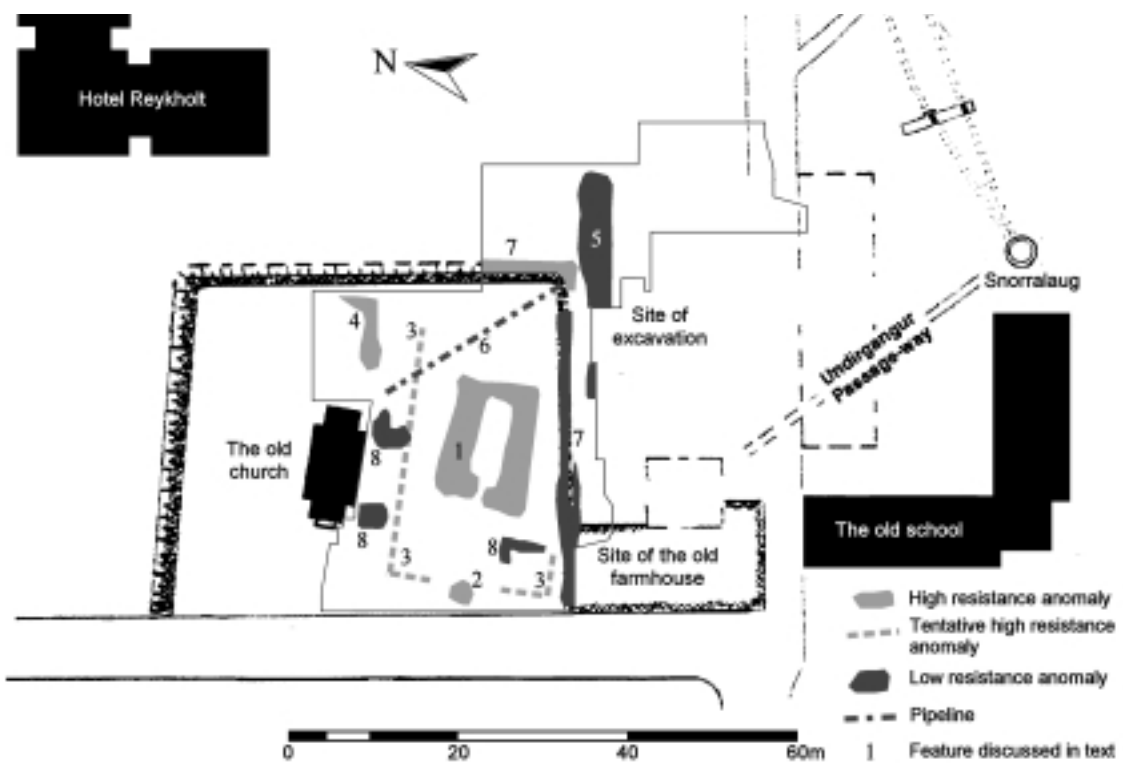 Hotel Reykholt
N
7
5
Snorralaug
4
3
Site of
excavation
6
Undirgangur
Passage-way
The old
church
1
7
8
8
8
The old school
Site of the old
farmhouse
3
2
3
High resistance anomaly
Tentative high resistance
anomaly
Low resistance anomaly
Pipeline
1 Feature discussed in text
0 20 40 60m